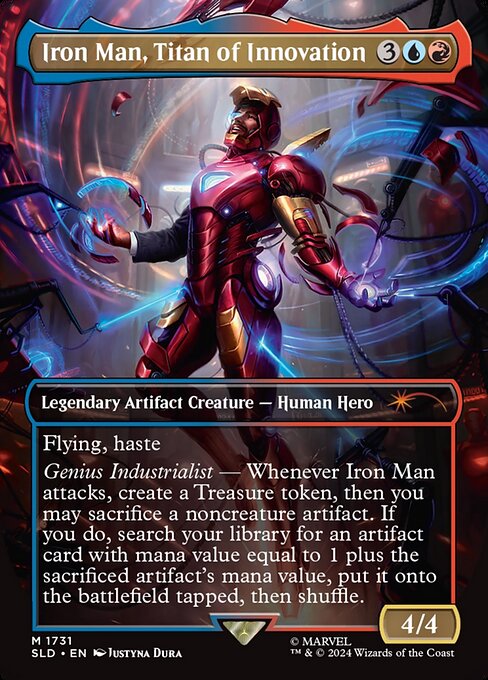 Iron Man, Titan of Innovation 3
Legendary Artifact Creature — Human Hero
Flying, haste
Genius Industrialist — Whenever Iron Man
attacks, create a Treasure token, then you
may sacrifice a noncreature artifact. If
you do, search your library for an artifact
card with mana value equal to 1 plus the
sacrificed artifact's mana value, put it onto
the battlefield tapped, then shuffle.
4/4
M 1731
SLD • EN Justyna Dura
© MARVEL
™ & © 2024 Wizards of the Coast